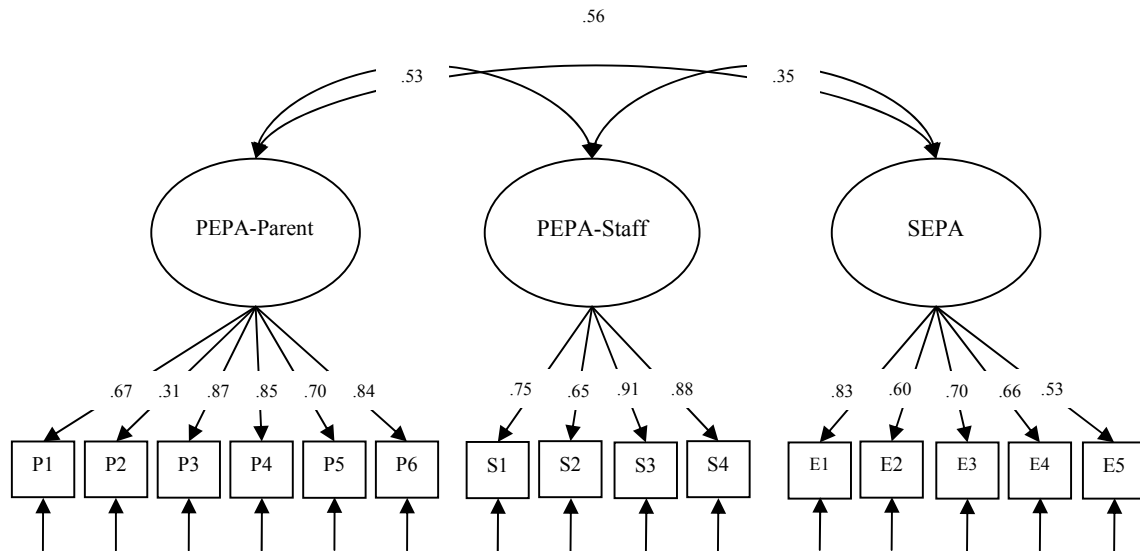 .56
.53 .35
PEPA-Parent PEPA-Staff SEPA
.67 .31 .87 .85 .70 .84 .75 .65 .91 .88 .83 .60 .70 .66 .53
P1 P2 P3 P4 P5 P6 S1 S2 S3 S4 E1 E2 E3 E4 E5